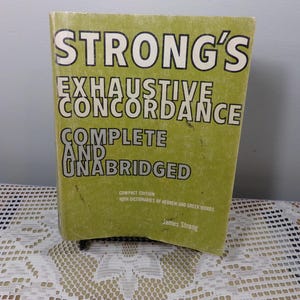 STRONG'S
EXHAUSTIVE
CONCORDANCE
COMPLETE
AND
UNABRIDGED
COMPACT EDITION
WITH DICTIONARIES OF HEBREW AND GREEK WORDS
James Strong